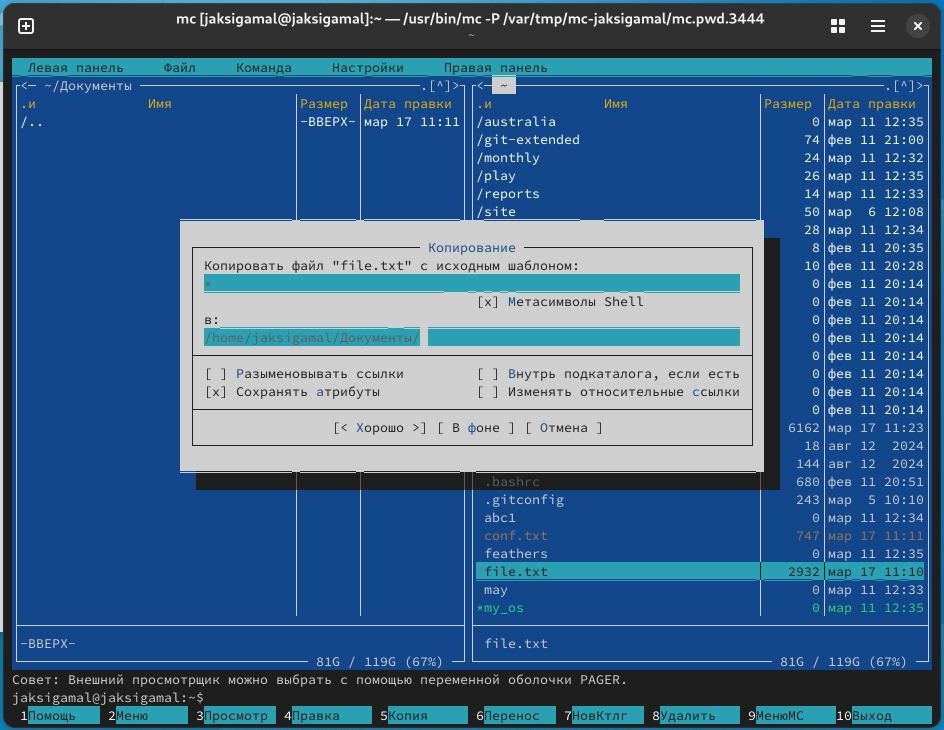 mc [jaksigamal@jaksigamal]:~ — /usr/bin/mc -P /var/tmp/mc-jaksigamal/mc.pwd.3444
~
Левая панель Файл Команда Настройки Правая панель
<— ~/Документы .[^]>
.и Имя Размер Дата правки
/.. -ВВЕРХ- мар 17 11:11
<— ~ .[^]>
.и Имя Размер Дата правки
/australia 0 мар 11 12:35
/git-extended 74 фев 11 21:00
/monthly 24 мар 11 12:32
/play 26 мар 11 12:35
/reports 14 мар 11 12:33
/site 50 мар 6 12:08
28 мар 11 12:34
8 фев 11 20:35
10 фев 11 20:28
0 фев 11 20:14
0 фев 11 20:14
0 фев 11 20:14
0 фев 11 20:14
0 фев 11 20:14
0 фев 11 20:14
0 фев 11 20:14
0 фев 11 20:14
6162 мар 17 11:23
18 авг 12 2024
144 авг 12 2024
.bashrc 680 фев 11 20:51
.gitconfig 243 мар 5 10:10
abc1 0 мар 11 12:34
conf.txt 747 мар 17 11:11
feathers 0 мар 11 12:35
file.txt 2932 мар 17 11:10
may 0 мар 11 12:33
*my_os 0 мар 11 12:35
Копирование
Копировать файл "file.txt" с исходным шаблоном:
*
[x] Метасимволы Shell
в:
/home/jaksigamal/Документы/
[ ] Разыменовывать ссылки [ ] Внутрь подкаталога, если есть
[x] Сохранять атрибуты [ ] Изменять относительные ссылки
[< Хорошо >] [ В фоне ] [ Отмена ]
-ВВЕРХ- file.txt
81G / 119G (67%) 81G / 119G (67%)
Совет: Внешний просмотрщик можно выбрать с помощью переменной оболочки PAGER.
jaksigamal@jaksigamal:~$
1Помощь 2Меню 3Просмотр 4Правка 5Копия 6Перенос 7НовКтлг 8Удалить 9МенюМС 10Выход